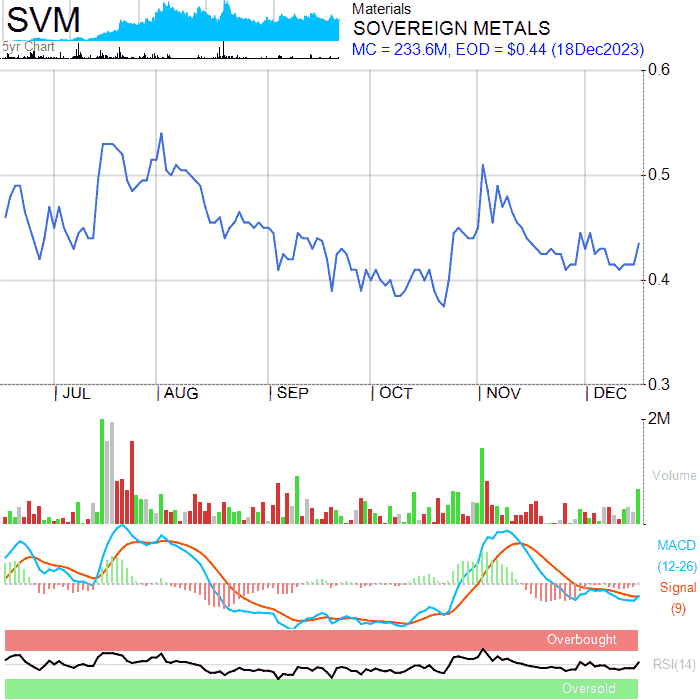 SVM
5yr Chart
Materials
SOVEREIGN METALS
MC = 233.6M, EOD = $0.44 (18Dec2023)
0.6
0.5
0.4
0.3
JUL AUG SEP OCT NOV DEC
2M
Volume
MACD
(12-26)
Signal
(9)
Overbought
RSI(14)
Oversold